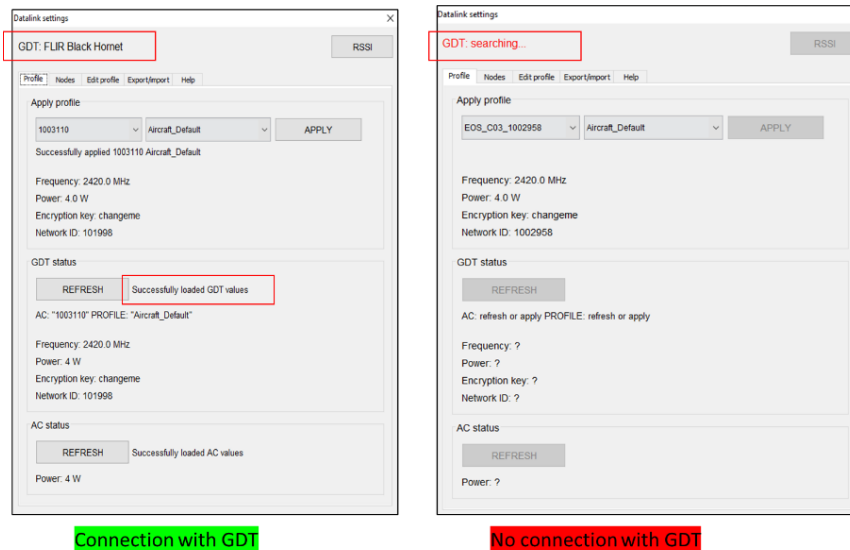 Datalink settings
GDT: FLIR Black Hornet
RSSI
Profile Nodes Edit profile Export/import Help
Apply profile
1003110 Aircraft_Default APPLY
Successfully applied 1003110 Aircraft_Default
Frequency: 2420.0 MHz
Power: 4.0 W
Encryption key: changeme
Network ID: 101998
GDT status
REFRESH Successfully loaded GDT values
AC: "1003110" PROFILE: "Aircraft_Default"
Frequency: 2420.0 MHz
Power: 4 W
Encryption key: changeme
Network ID: 101998
AC status
REFRESH Successfully loaded AC values
Power: 4 W
Connection with GDT
Datalink settings
GDT: searching...
RSSI
Profile Nodes Edit profile Export/import Help
Apply profile
EOS_C03_1002958 Aircraft_Default APPLY
Frequency: 2420.0 MHz
Power: 4.0 W
Encryption key: changeme
Network ID: 1002958
GDT status
REFRESH
AC: refresh or apply PROFILE: refresh or apply
Frequency: ?
Power: ?
Encryption key: ?
Network ID: ?
AC status
REFRESH
Power: ?
No connection with GDT